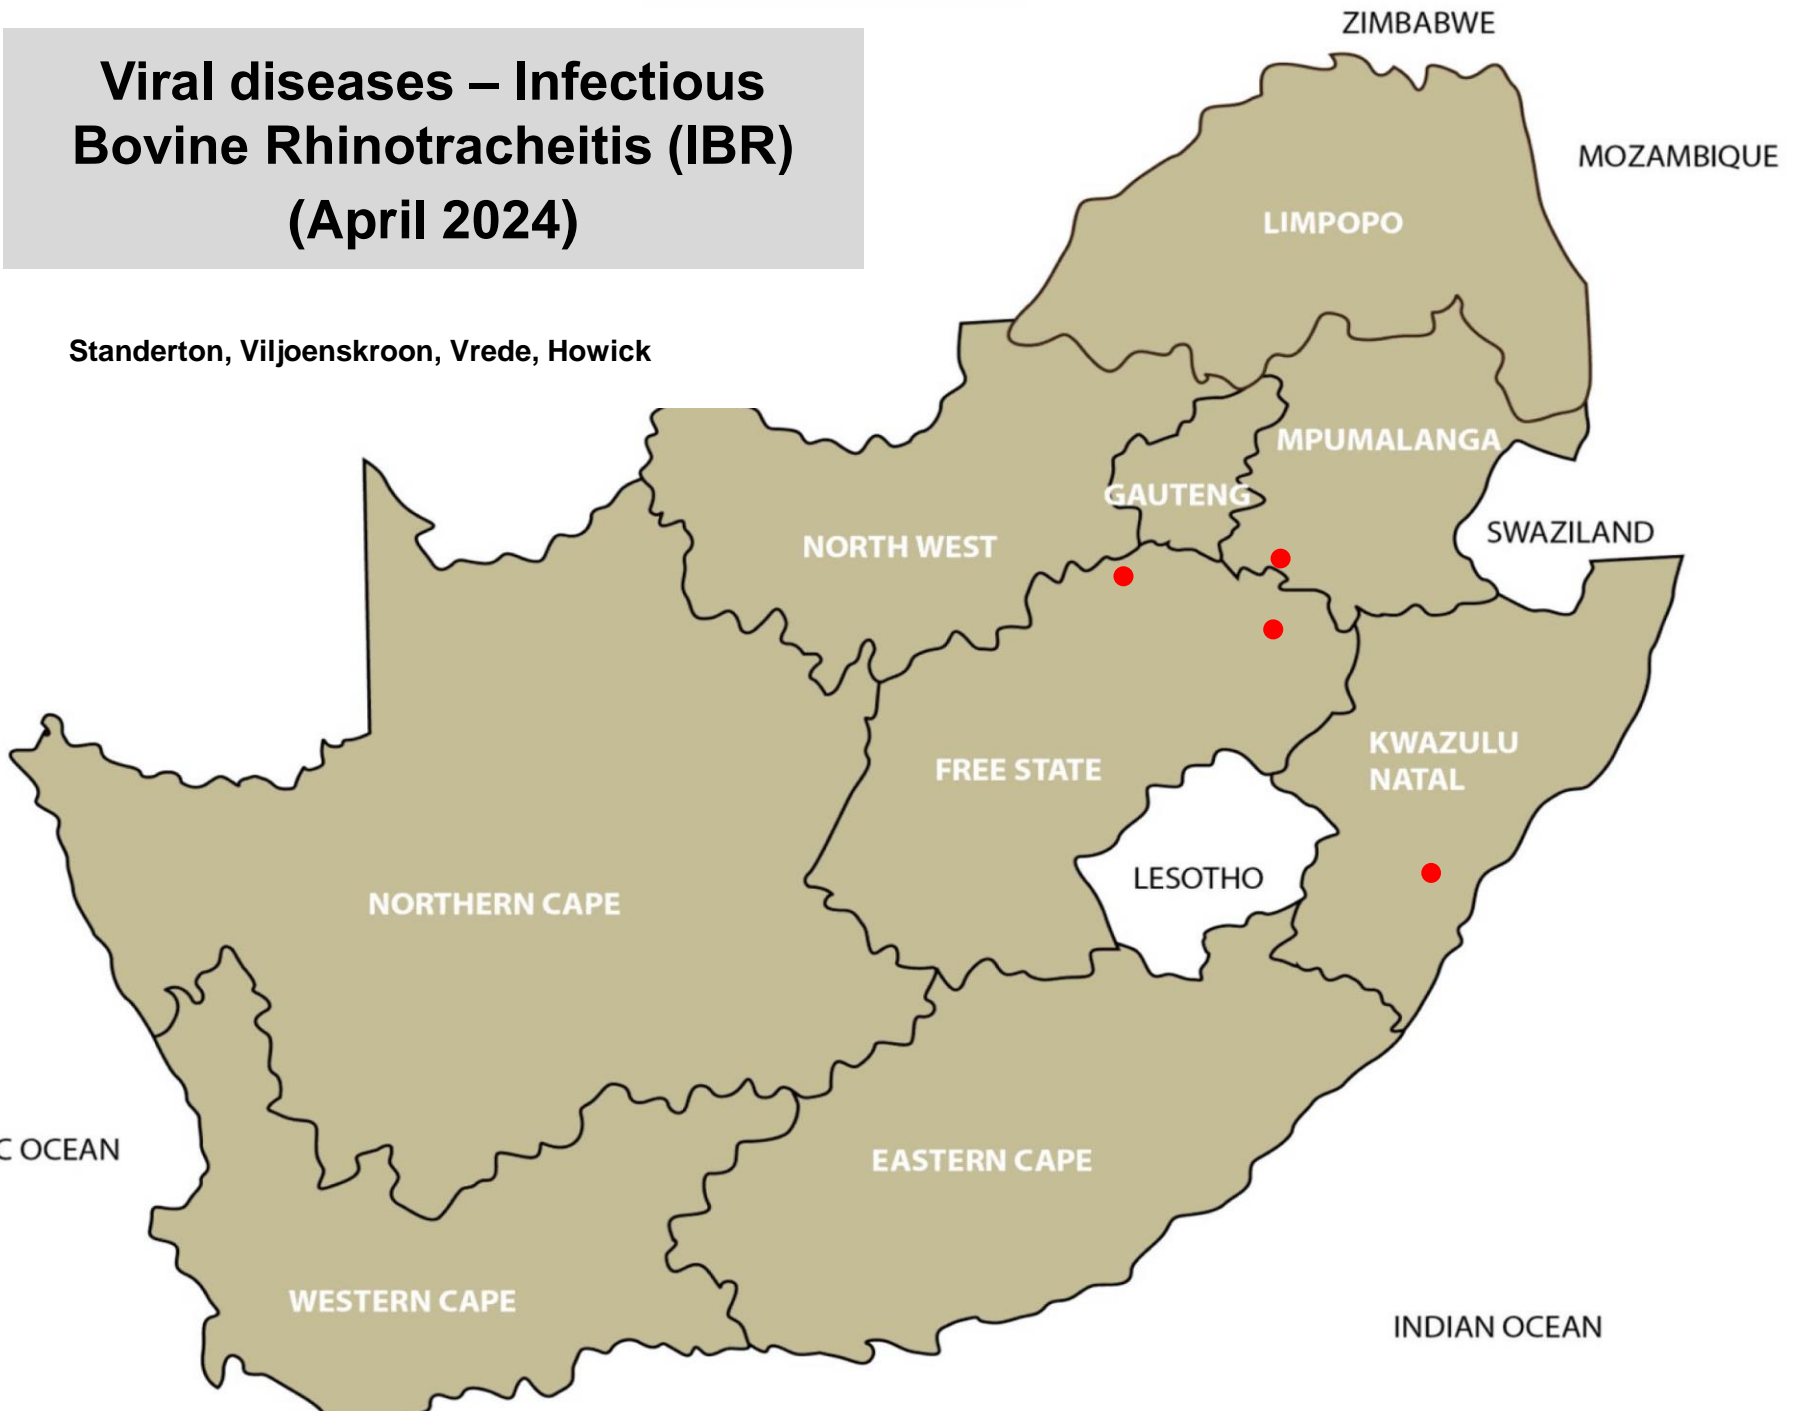 Viral diseases – Infectious
Bovine Rhinotracheitis (IBR)
(April 2024)
Standerton, Viljoenskroon, Vrede, Howick
ZIMBABWE
MOZAMBIQUE
LIMPOPO
MPUMALANGA
GAUTENG
SWAZILAND
NORTH WEST
KWAZULU
NATAL
FREE STATE
LESOTHO
NORTHERN CAPE
C OCEAN
EASTERN CAPE
WESTERN CAPE
INDIAN OCEAN